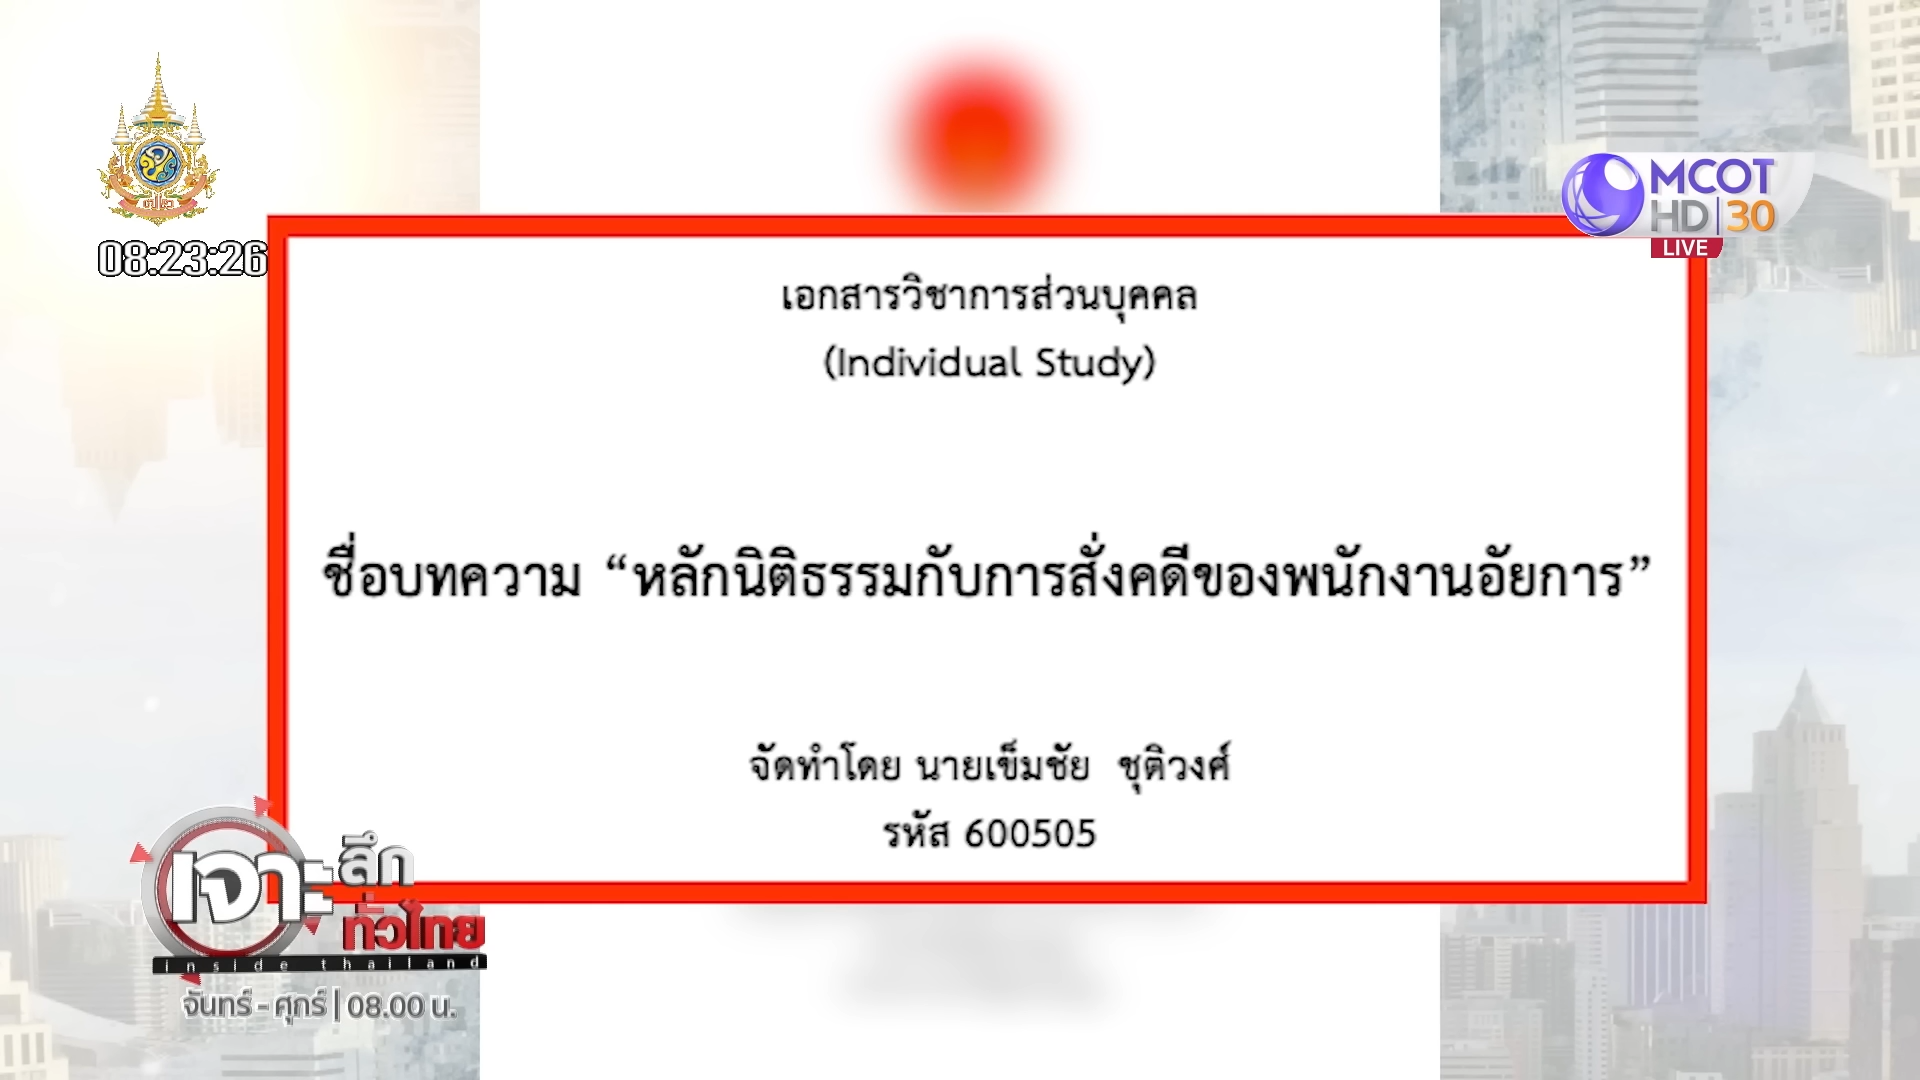 08:23:26
MCOT
HD 30
LIVE
เอกสารวิชาการส่วนบุคคล
(Individual Study)
ชื่อบทความ “หลักนิติธรรมกับการสั่งคดีของพนักงานอัยการ”
จัดทำโดย นายเข็มชัย ชุติวงศ์
รหัส 600505
เจาะลึก
ทั่วไทย
inside thailand
จันทร์ - ศุกร์ | 08.00 น.